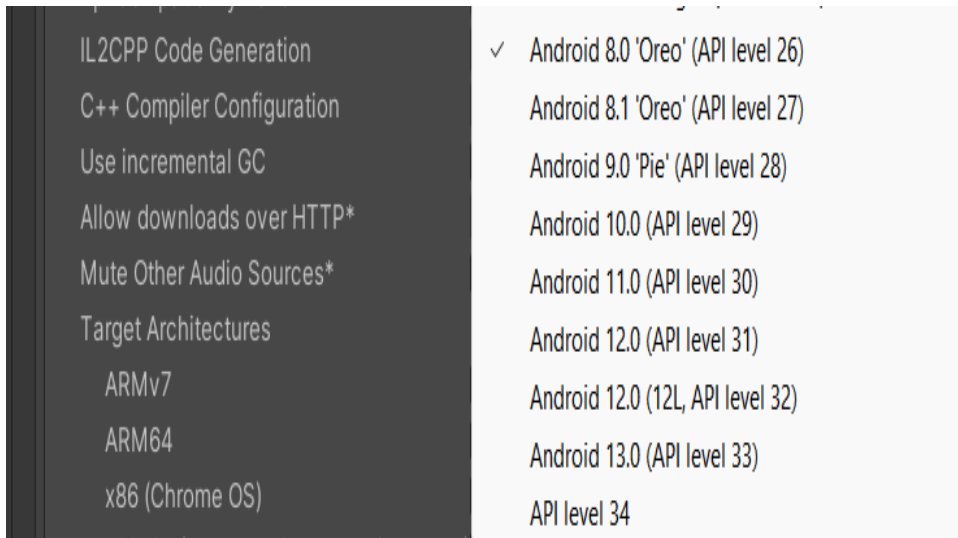 IL2CPP Code Generation
C++ Compiler Configuration
Use incremental GC
Allow downloads over HTTP*
Mute Other Audio Sources*
Target Architectures
ARMv7
ARM64
x86 (Chrome OS)
✓ Android 8.0 'Oreo' (API level 26)
Android 8.1 'Oreo' (API level 27)
Android 9.0 'Pie' (API level 28)
Android 10.0 (API level 29)
Android 11.0 (API level 30)
Android 12.0 (API level 31)
Android 12.0 (12L, API level 32)
Android 13.0 (API level 33)
API level 34